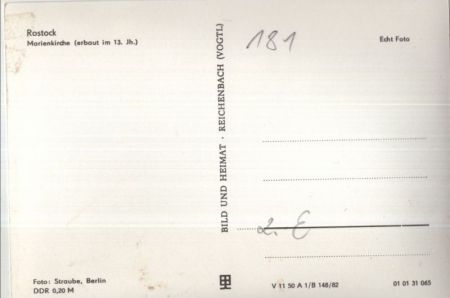 Rostock
Marienkirche (erbaut im 13. Jh.)
181
Echt Foto
BILD UND HEIMAT · REICHENBACH (VOGTL)
2. E
Foto: Straube, Berlin
DDR 0,20 M
V 11 50 A 1/B 148/82
01 01 31 065